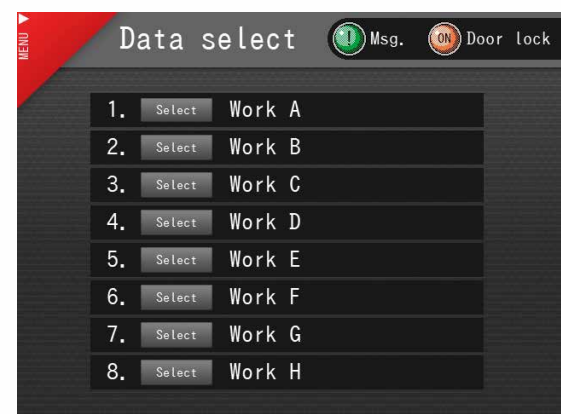 MENU
Data select ! Msg. ON Door lock
1. Select Work A
2. Select Work B
3. Select Work C
4. Select Work D
5. Select Work E
6. Select Work F
7. Select Work G
8. Select Work H